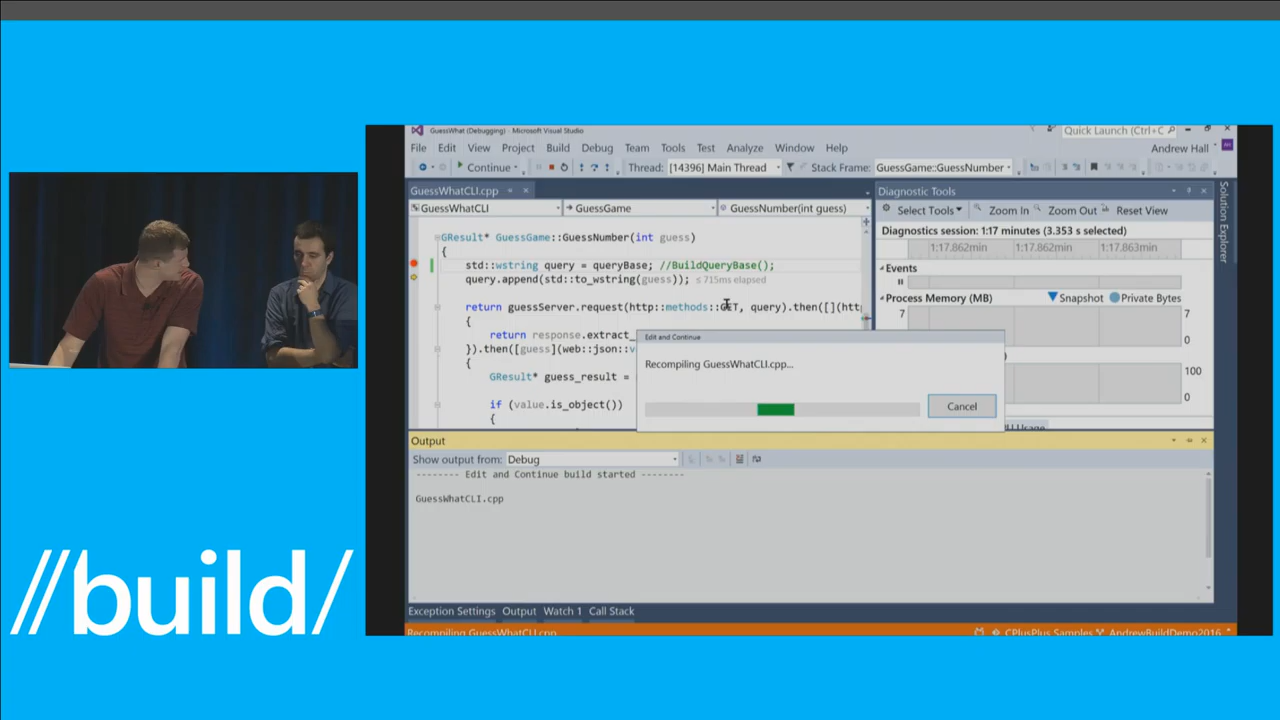 GuessWhat (Debugging) - Microsoft Visual Studio
Quick Launch (Ctrl+C
File Edit View Project Build Debug Team Tools Test Analyze Window Help
Andrew Hall
Continue Thread: [14396] Main Thread Stack Frame: GuessGame::GuessNumber
GuessWhatCLI.cpp
GuessWhatCLI GuessGame GuessNumber(int guess)
GResult* GuessGame::GuessNumber(int guess)
{
std::wstring query = queryBase; //BuildQueryBase();
query.append(std::to_wstring(guess)); ≤715ms elapsed
return guessServer.request(http::methods::GET, query).then([](htt
{
return response.extract_
}).then([guess](web::json::v
{
GResult* guess_result =
if (value.is_object())
{
Diagnostic Tools
Select Tools Zoom In Zoom Out Reset View
Diagnostics session: 1:17 minutes (3.353 s selected)
1:17.862min 1:17.862min 1:17.863min
Events
Process Memory (MB) Snapshot Private Bytes
7 7
0 0
100 100
0 0
Solution Explorer
Edit and Continue
Recompiling GuessWhatCLI.cpp...
Cancel
Output
Show output from: Debug
-------- Edit and Continue build started --------
GuessWhatCLI.cpp
Exception Settings Output Watch 1 Call Stack
Recompiling GuessWhatCLI.cpp CPlusPlus Samples AndrewBuildDemo2016
//build/